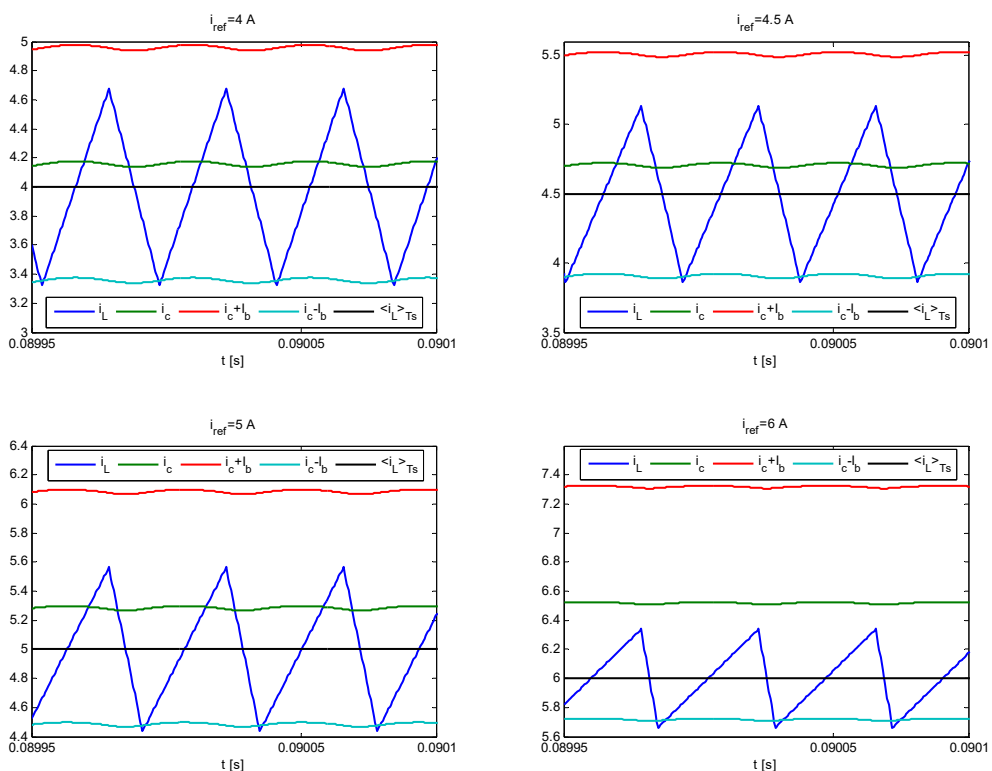 i_ref=4 A
5
4.8
4.6
4.4
4.2
4
3.8
3.6
3.4
3.2
3
i_L i_c i_c+I_b i_c-I_b <i_L>_Ts
0.08995 0.09005 0.0901
t [s]
i_ref=4.5 A
5.5
5
4.5
4
3.5
i_L i_c i_c+I_b i_c-I_b <i_L>_Ts
0.08995 0.09005 0.0901
t [s]
i_ref=5 A
6.4
6.2
6
5.8
5.6
5.4
5.2
5
4.8
4.6
4.4
i_L i_c i_c+I_b i_c-I_b <i_L>_Ts
0.08995 0.09005 0.0901
t [s]
i_ref=6 A
7.4
7.2
7
6.8
6.6
6.4
6.2
6
5.8
5.6
i_L i_c i_c+I_b i_c-I_b <i_L>_Ts
0.08995 0.09005 0.0901
t [s]